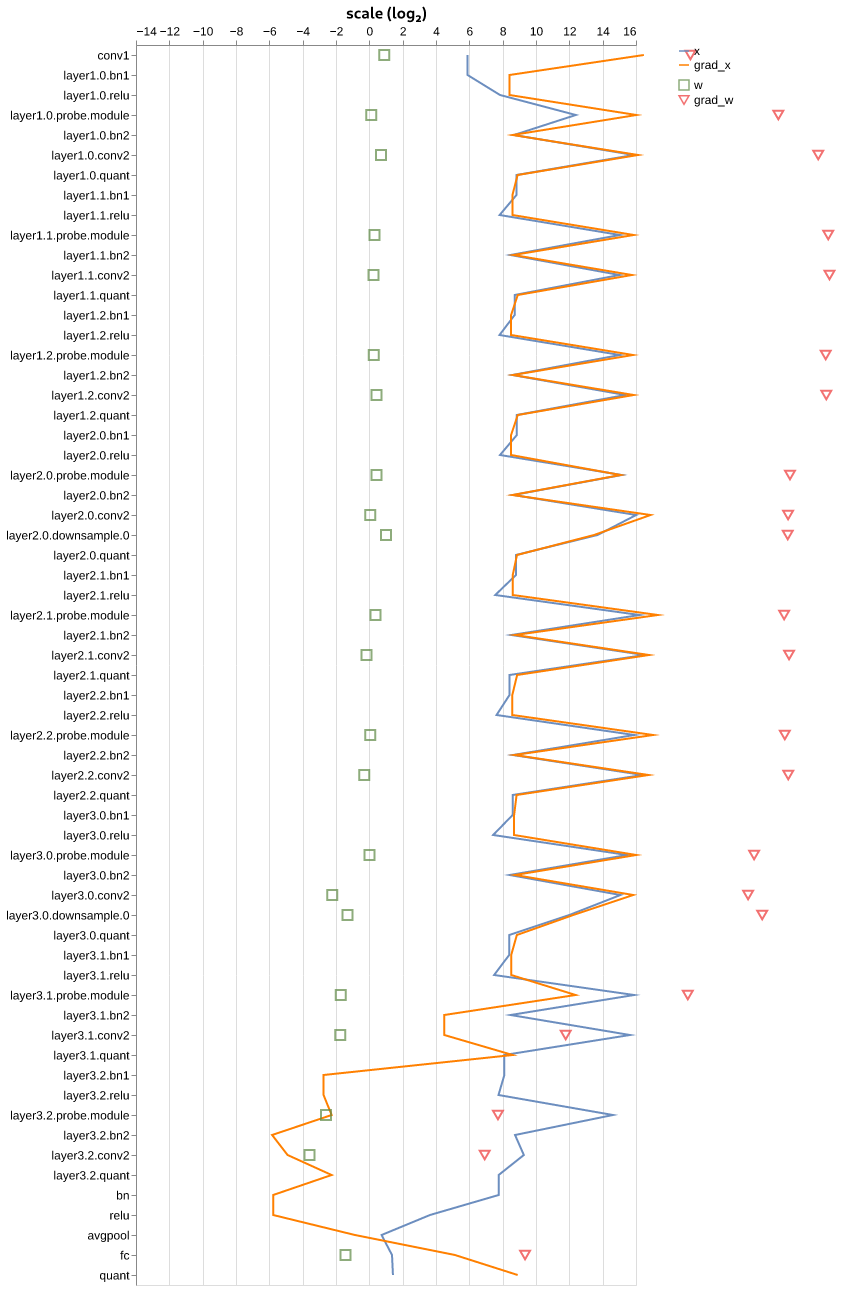 scale (log₂)
−14 −12 −10 −8 −6 −4 −2 0 2 4 6 8 10 12 14 16
conv1
layer1.0.bn1
layer1.0.relu
layer1.0.probe.module
layer1.0.bn2
layer1.0.conv2
layer1.0.quant
layer1.1.bn1
layer1.1.relu
layer1.1.probe.module
layer1.1.bn2
layer1.1.conv2
layer1.1.quant
layer1.2.bn1
layer1.2.relu
layer1.2.probe.module
layer1.2.bn2
layer1.2.conv2
layer1.2.quant
layer2.0.bn1
layer2.0.relu
layer2.0.probe.module
layer2.0.bn2
layer2.0.conv2
layer2.0.downsample.0
layer2.0.quant
layer2.1.bn1
layer2.1.relu
layer2.1.probe.module
layer2.1.bn2
layer2.1.conv2
layer2.1.quant
layer2.2.bn1
layer2.2.relu
layer2.2.probe.module
layer2.2.bn2
layer2.2.conv2
layer2.2.quant
layer3.0.bn1
layer3.0.relu
layer3.0.probe.module
layer3.0.bn2
layer3.0.conv2
layer3.0.downsample.0
layer3.0.quant
layer3.1.bn1
layer3.1.relu
layer3.1.probe.module
layer3.1.bn2
layer3.1.conv2
layer3.1.quant
layer3.2.bn1
layer3.2.relu
layer3.2.probe.module
layer3.2.bn2
layer3.2.conv2
layer3.2.quant
bn
relu
avgpool
fc
quant
x
grad_x
w
grad_w